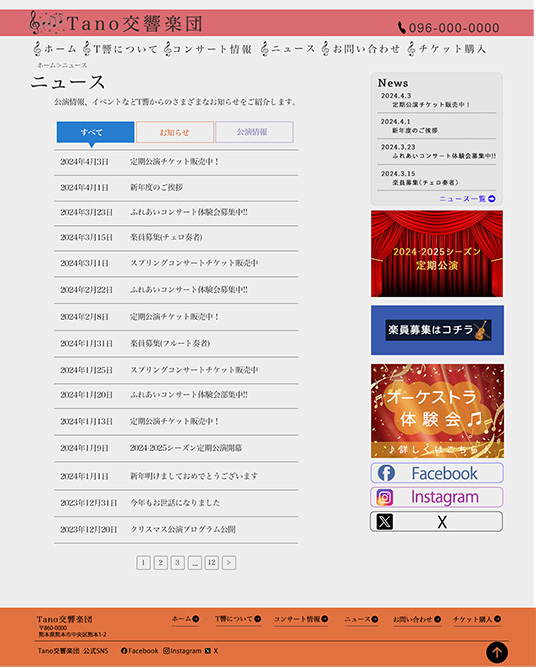 Tano交響楽団
096-000-0000
ホーム T響について コンサート情報 ニュース お問い合わせ チケット購入
ホーム>ニュース
ニュース
公演情報、イベントなどT響からのさまざまなお知らせをご紹介します。
すべて お知らせ 公演情報
2024年4月3日 定期公演チケット販売中！
2024年4月1日 新年度のご挨拶
2024年3月23日 ふれあいコンサート体験会募集中!!
2024年3月15日 楽員募集(チェロ奏者)
2024年3月1日 スプリングコンサートチケット販売中
2024年2月22日 ふれあいコンサート体験会募集中!!
2024年2月8日 定期公演チケット販売中！
2024年1月31日 楽員募集(フルート奏者)
2024年1月25日 スプリングコンサートチケット販売中
2024年1月20日 ふれあいコンサート体験会部集中!!
2024年1月13日 定期公演チケット販売中！
2024年1月9日 2024-2025シーズン定期公演開幕
2024年1月1日 新年明けましておめでとうございます
2023年12月31日 今年もお世話になりました
2023年12月20日 クリスマス公演プログラム公開
1 2 3 ... 12 >
News
2024.4.3
定期公演チケット販売中！
2024.4.1
新年度のご挨拶
2024.3.23
ふれあいコンサート体験会募集中!!
2024.3.15
楽員募集(チェロ奏者)
ニュース一覧
2024-2025シーズン
定期公演
楽員募集はコチラ
オーケストラ
体験会♫
♪詳しくはこちら♪
Facebook
Instagram
X
Tano交響楽団
〒860-0000
熊本県熊本市中央区熊本1-2
ホーム T響について コンサート情報 ニュース お問い合わせ チケット購入
Tano交響楽団 公式SNS Facebook Instagram X